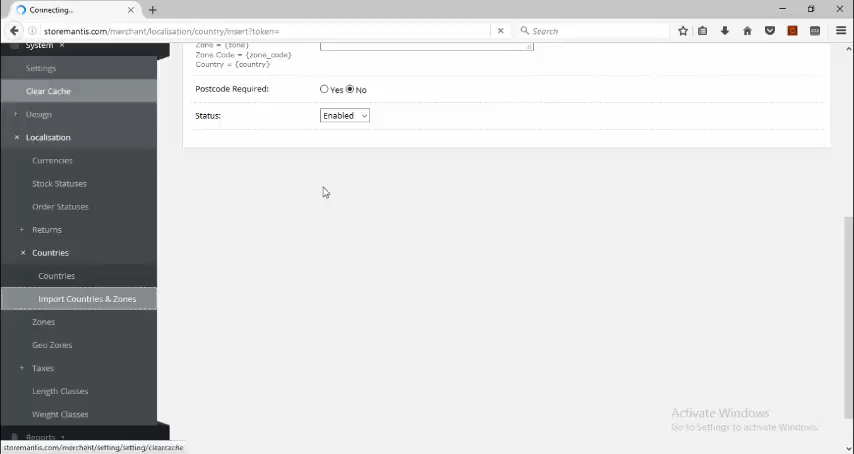 Connecting...
storemantis.com/merchant/localisation/country/insert?token=
Search
System
Settings
Clear Cache
Design
Localisation
Currencies
Stock Statuses
Order Statuses
Returns
Countries
Countries
Import Countries & Zones
Zones
Geo Zones
Taxes
Length Classes
Weight Classes
Reports
Zone = {zone}
Zone Code = {zone_code}
Country = {country}
Postcode Required: Yes No
Status: Enabled
Activate Windows
Go to Settings to activate Windows.
storemantis.com/merchant/setting/setting/clearcache